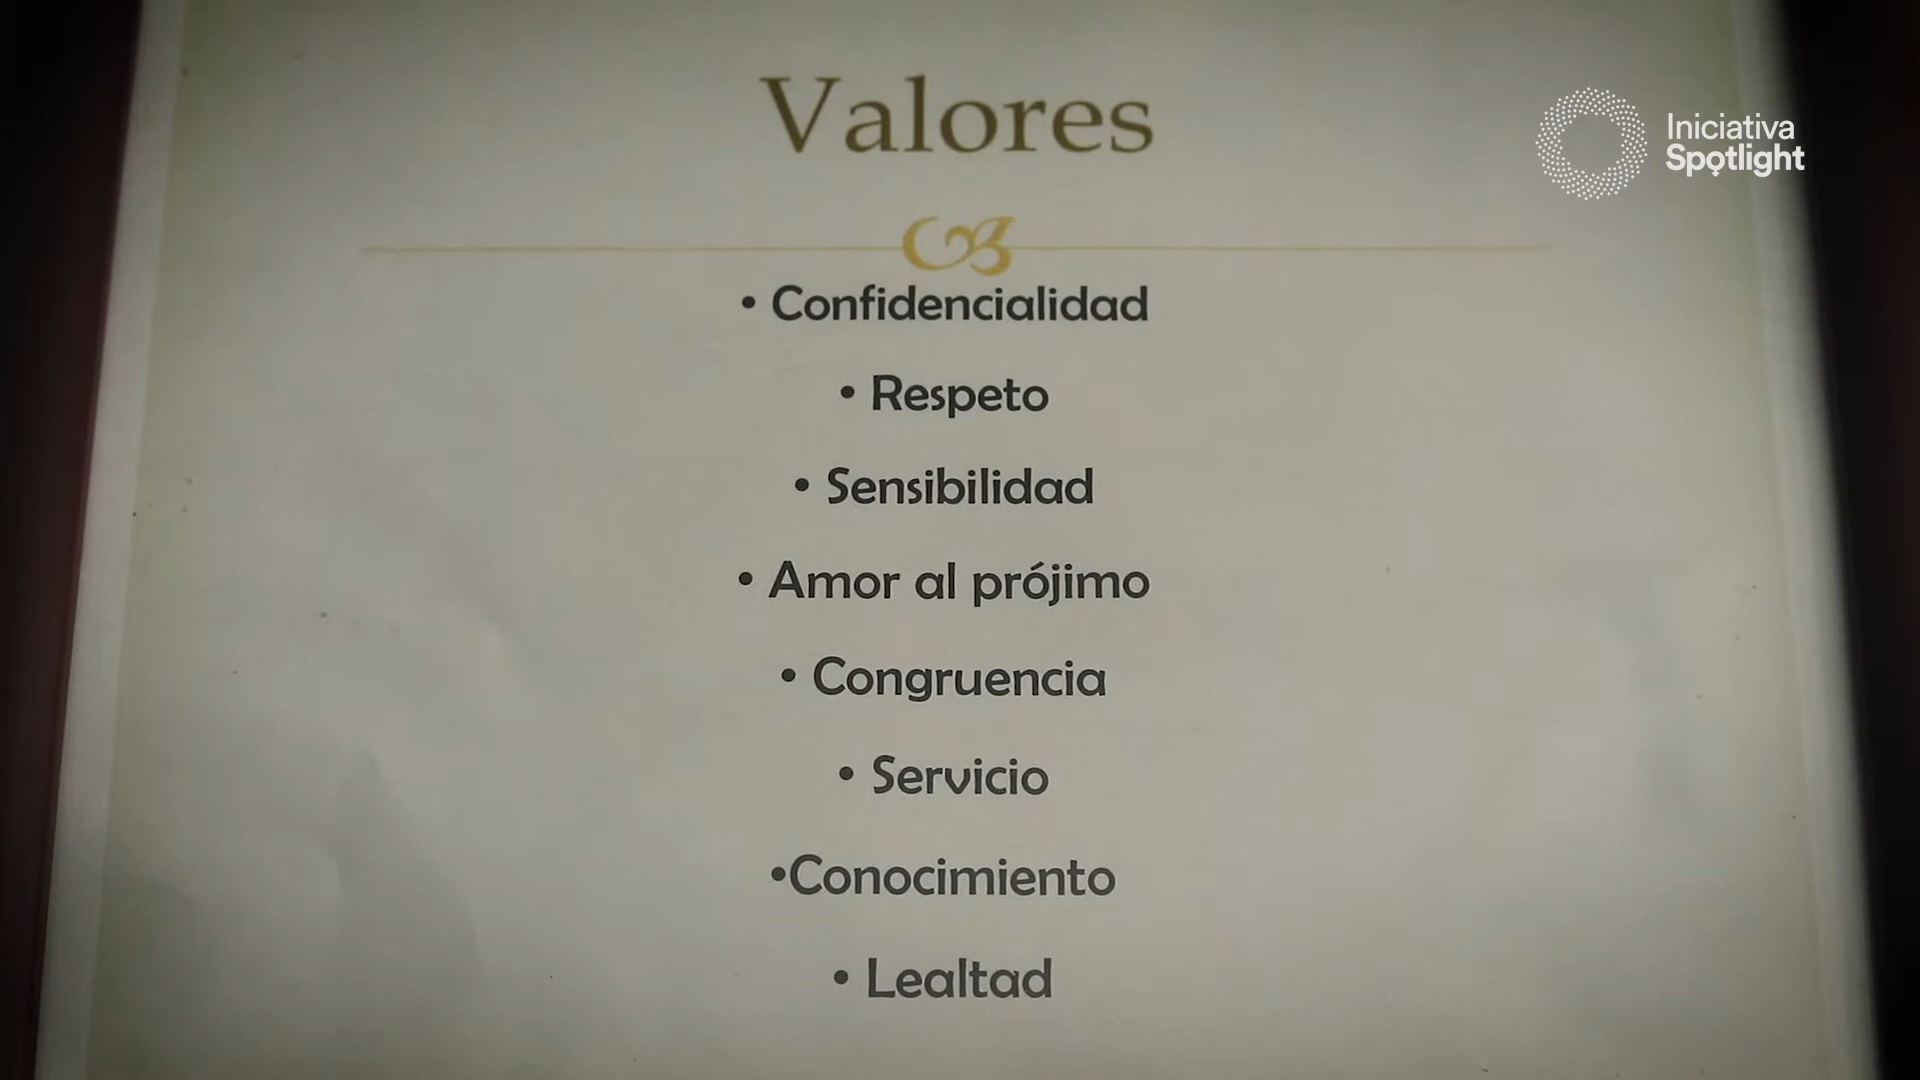 Valores
Iniciativa
Spotlight
• Confidencialidad
• Respeto
• Sensibilidad
• Amor al prójimo
• Congruencia
• Servicio
•Conocimiento
• Lealtad